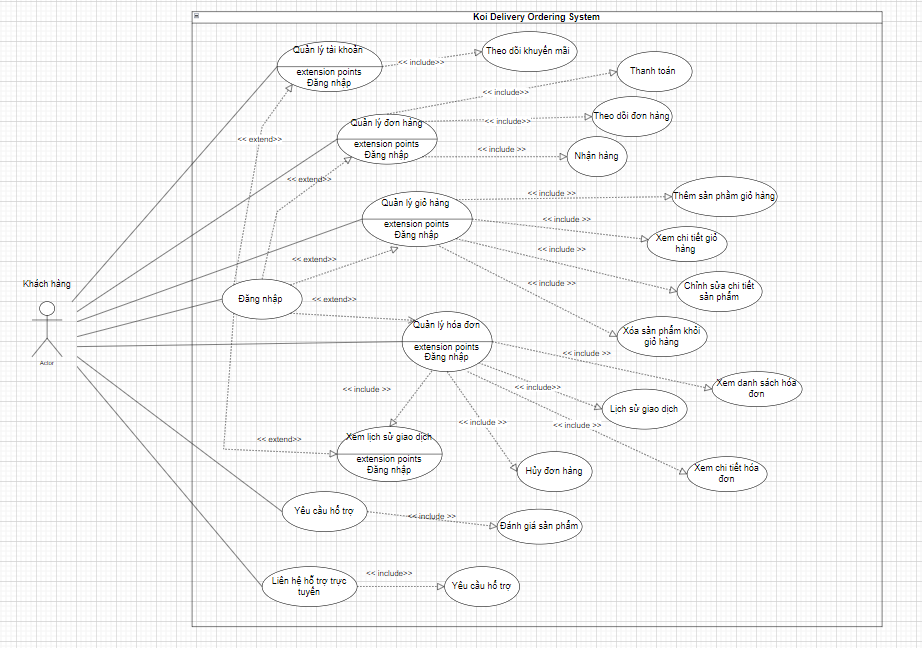 Koi Delivery Ordering System
Quản lý tài khoản
extension points
Đăng nhập
<< include>>
Theo dõi khuyến mãi
Thanh toán
<< include>>
Quản lý đơn hàng
extension points
Đăng nhập
<< include>>
Theo dõi đơn hàng
<< extend>>
<< include >>
Nhận hàng
<< extend>>
Quản lý giỏ hàng
extension points
Đăng nhập
<< include >>
Thêm sản phẩm giỏ hàng
<< include >>
Xem chi tiết giỏ
hàng
<< include >>
<< extend>>
Khách hàng
Actor
Đăng nhập
<< extend>>
<< include >>
Chỉnh sửa chi tiết
sản phẩm
Quản lý hóa đơn
extension points
Đăng nhập
Xóa sản phẩm khỏi
giỏ hàng
<< include >>
Xem danh sách hóa
đơn
<< include >>
<< include>>
Lịch sử giao dịch
<< include >>
<< include >>
<< extend>>
Xem lịch sử giao dịch
extension points
Đăng nhập
Hủy đơn hàng
Xem chi tiết hóa
đơn
Yêu cầu hỗ trợ
<< include >>
Đánh giá sản phẩm
Liên hệ hỗ trợ trực
tuyến
<< include>>
Yêu cầu hỗ trợ